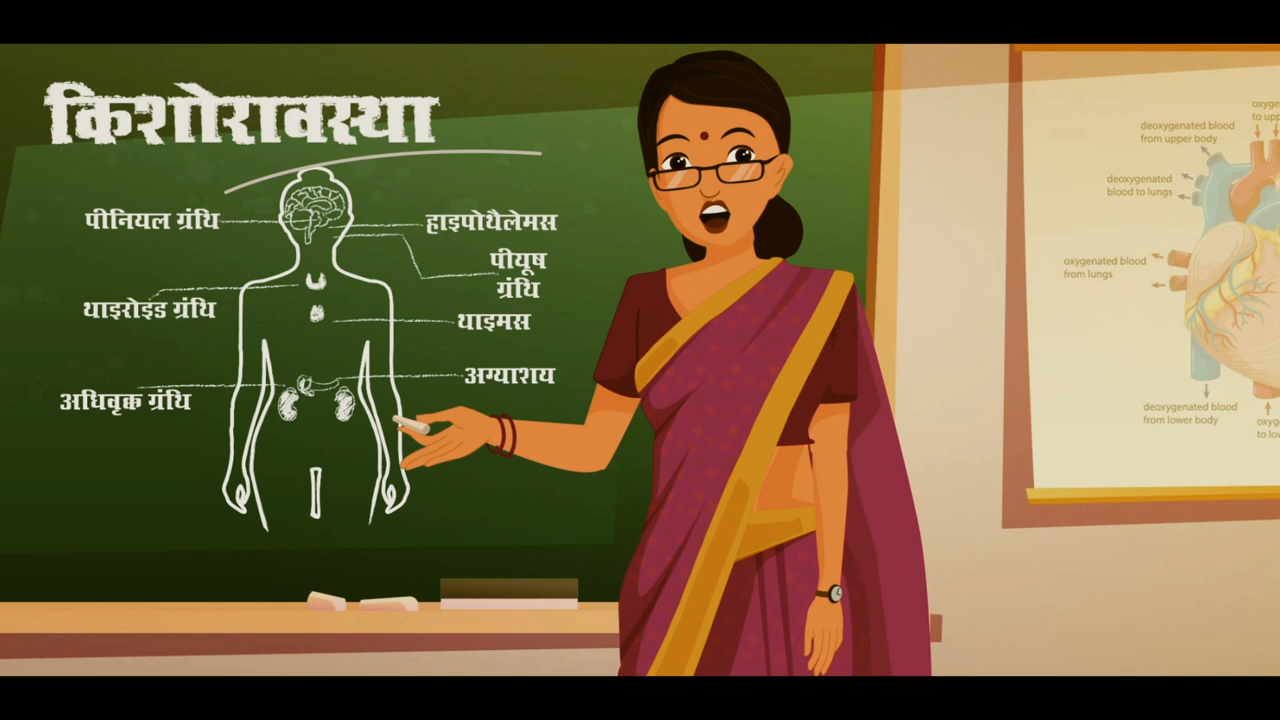 किशोरावस्था
पीनियल ग्रंथि
हाइपोथैलेमस
पीयूष
ग्रंथि
थाइरोइड ग्रंथि
थाइमस
अग्याशय
अधिवृक्क ग्रंथि
deoxygenated blood
from upper body
deoxygenated
blood to lungs
oxygenated blood
from lungs
deoxygenated blood
from lower body
to